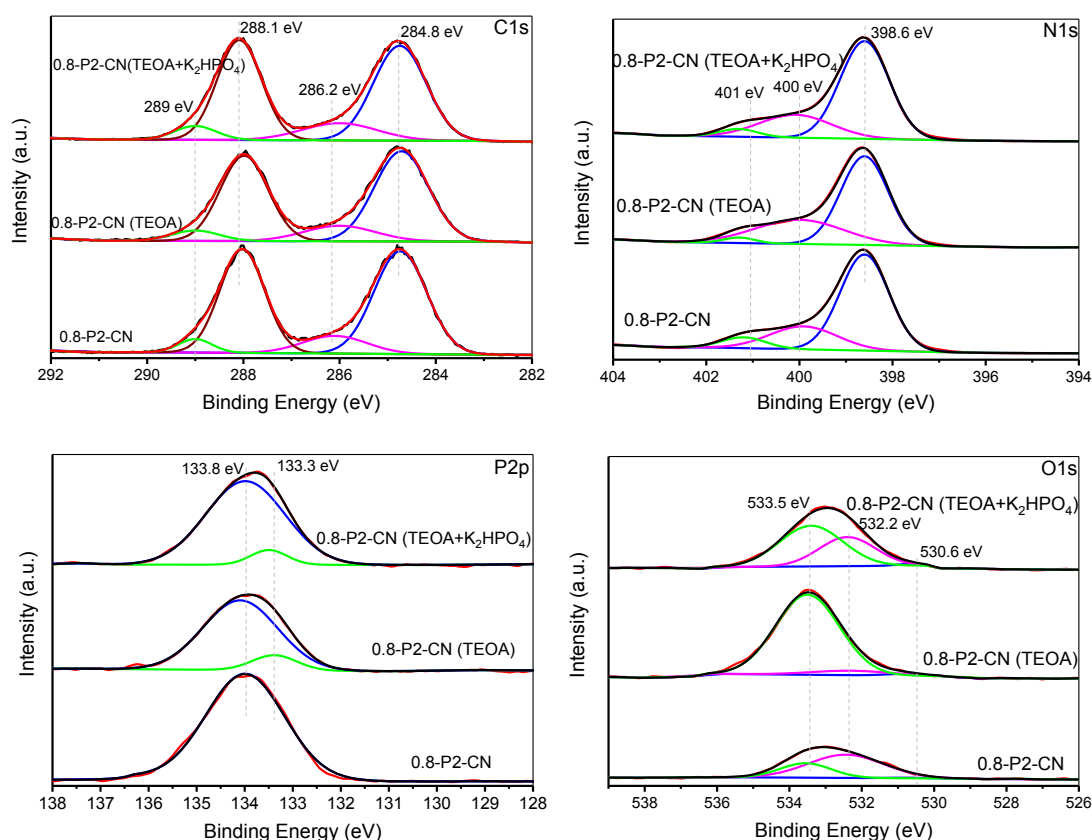 288.1 eV
C1s
284.8 eV
0.8-P2-CN(TEOA+K₂HPO₄)
286.2 eV
289 eV
0.8-P2-CN (TEOA)
0.8-P2-CN
Intensity (a.u.)
292 290 288 286 284 282
Binding Energy (eV)
N1s
398.6 eV
0.8-P2-CN (TEOA+K₂HPO₄)
401 eV
400 eV
0.8-P2-CN (TEOA)
0.8-P2-CN
Intensity (a.u.)
404 402 400 398 396 394
Binding Energy (eV)
P2p
133.8 eV
133.3 eV
0.8-P2-CN (TEOA+K₂HPO₄)
0.8-P2-CN (TEOA)
0.8-P2-CN
Intensity (a.u.)
138 137 136 135 134 133 132 131 130 129 128
Binding Energy (eV)
O1s
533.5 eV
0.8-P2-CN (TEOA+K₂HPO₄)
532.2 eV
530.6 eV
0.8-P2-CN (TEOA)
0.8-P2-CN
Intensity (a.u.)
538 536 534 532 530 528 526
Binding Energy (eV)